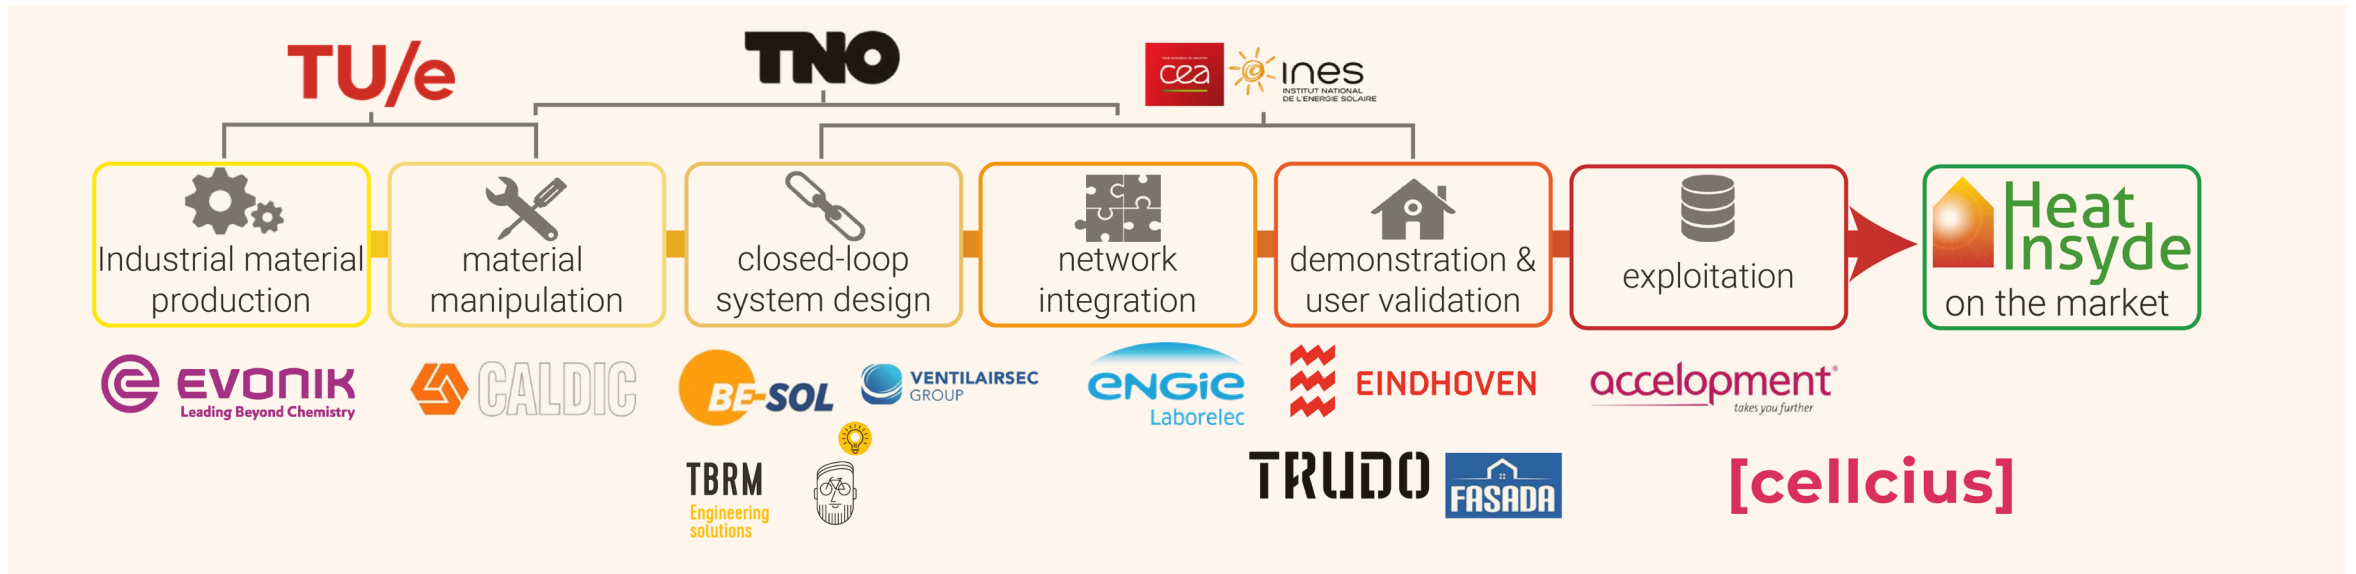 TU/e
TNO
cea
ines
INSTITUT NATIONAL
DE L'ENERGIE SOLAIRE
Industrial material
production
material
manipulation
closed-loop
system design
network
integration
demonstration &
user validation
exploitation
Heat
Insyde
on the market
EVONIK
Leading Beyond Chemistry
CALDIC
BE-SOL
VENTILAIRSEC
GROUP
TBRM
Engineering
solutions
ENGIE
Laborelec
EINDHOVEN
TRUDO
FASADA
accelopment®
takes you further
[cellcius]